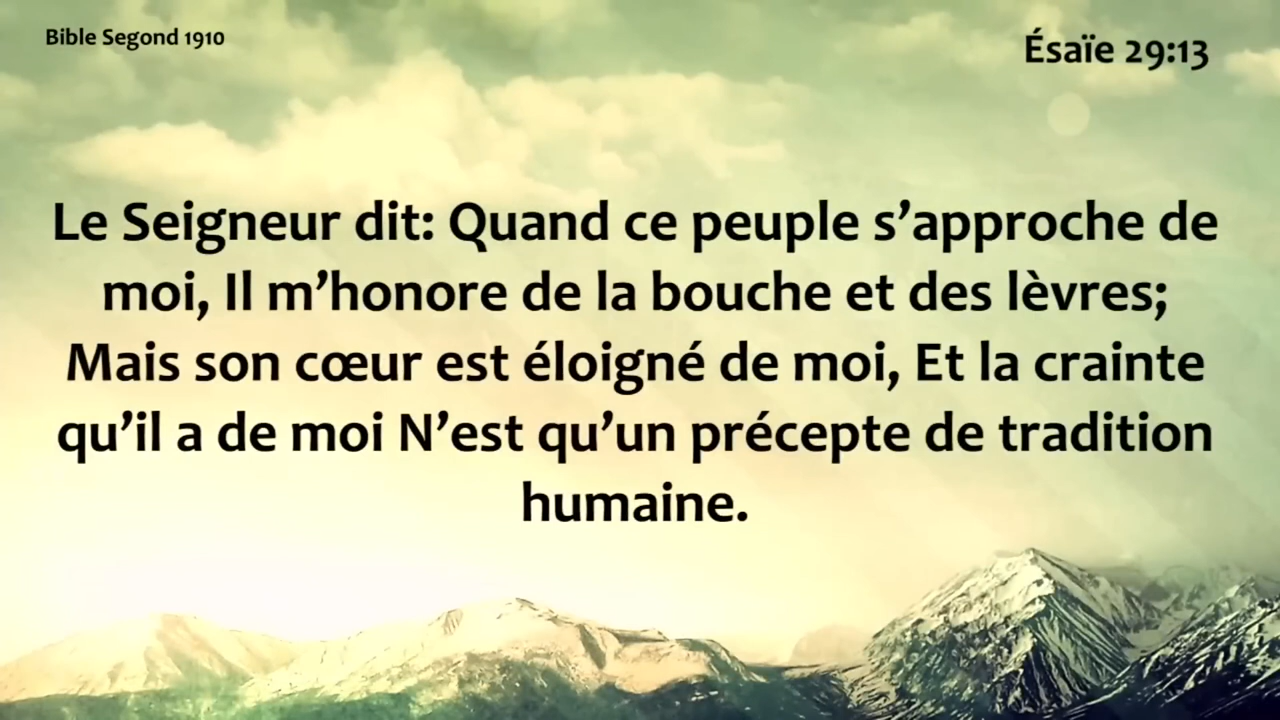 Bible Segond 1910
Ésaïe 29:13
Le Seigneur dit: Quand ce peuple s’approche de
moi, Il m’honore de la bouche et des lèvres;
Mais son cœur est éloigné de moi, Et la crainte
qu’il a de moi N’est qu’un précepte de tradition
humaine.